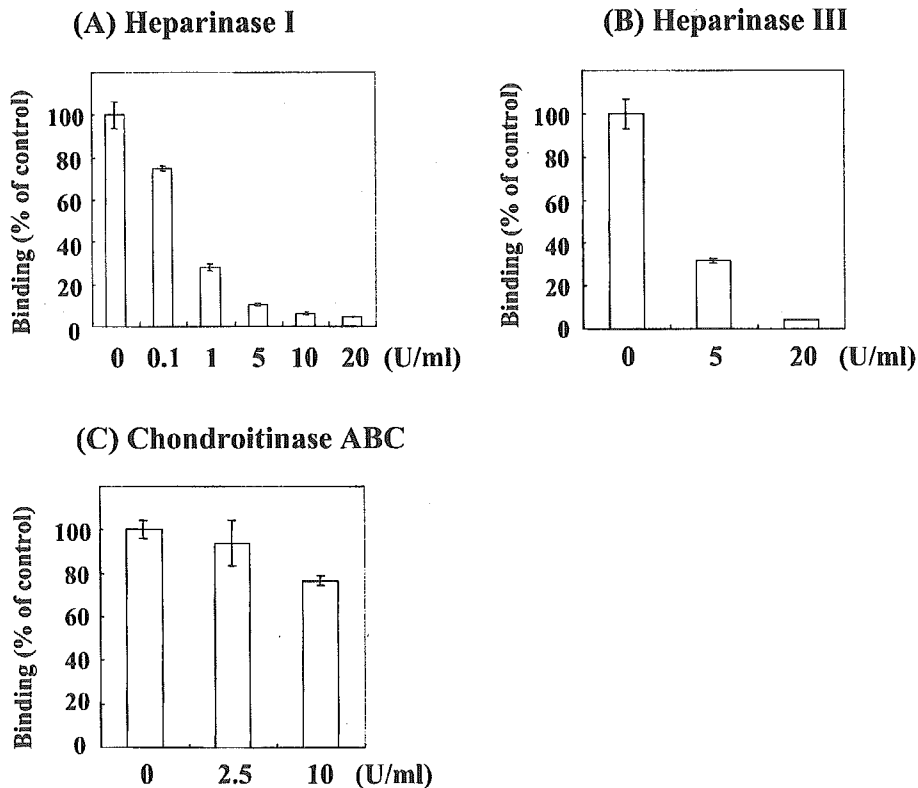 (A) Heparinase I
Binding (% of control)
100
80
60
40
20
0
0 0.1 1 5 10 20 (U/ml)
(B) Heparinase III
Binding (% of control)
100
80
60
40
20
0
0 5 20 (U/ml)
(C) Chondroitinase ABC
Binding (% of control)
100
80
60
40
20
0
0 2.5 10 (U/ml)